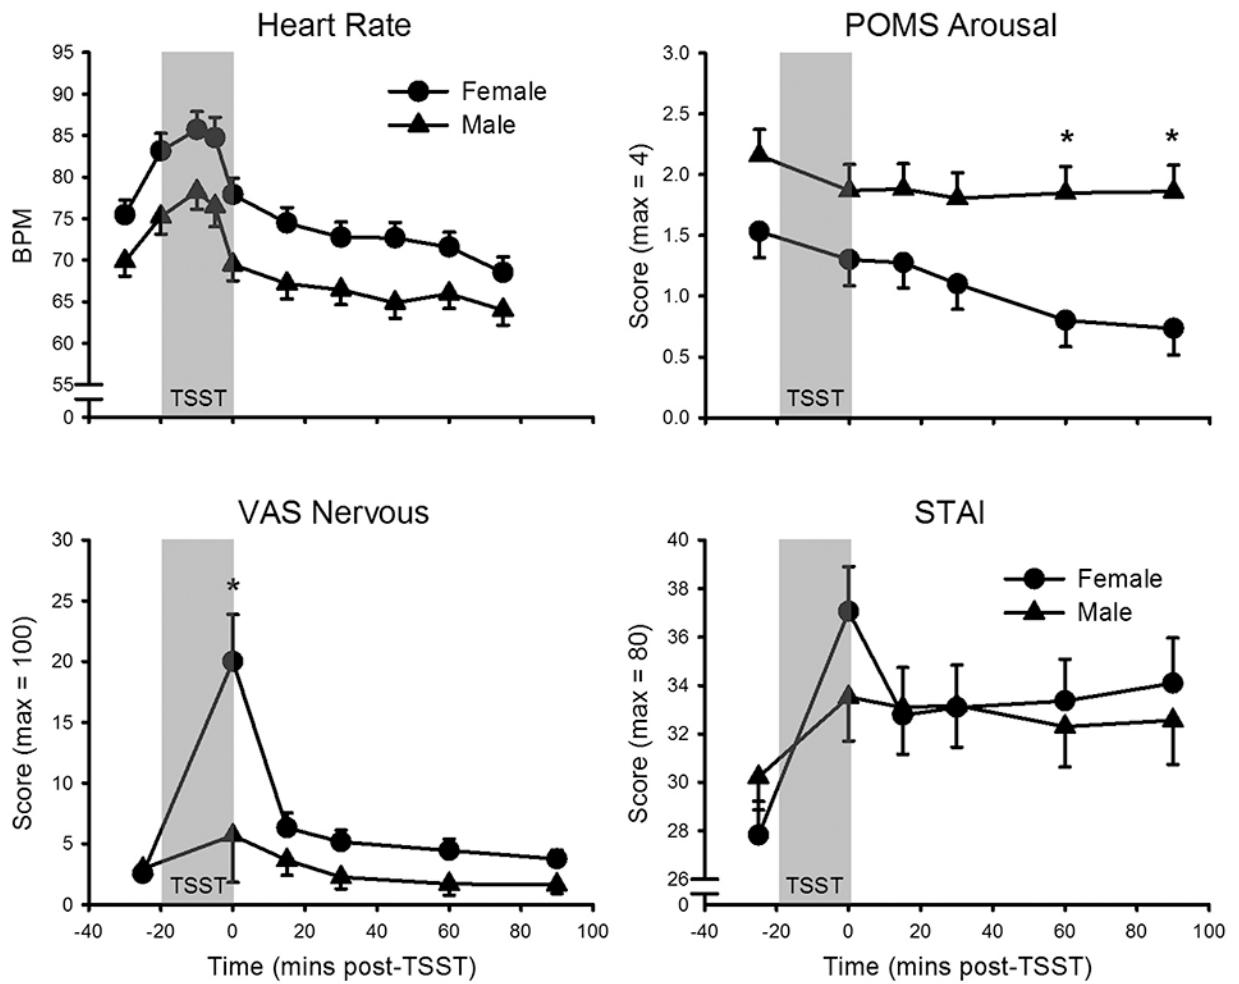 Heart Rate
95
90
85
80
75
70
65
60
55
0
BPM
Female
Male
TSST
POMS Arousal
3.0
2.5
2.0
1.5
1.0
0.5
0.0
Score (max = 4)
* *
TSST
VAS Nervous
30
25
20
15
10
5
0
Score (max = 100)
*
TSST
-40 -20 0 20 40 60 80 100
Time (mins post-TSST)
STAI
40
38
36
34
32
30
28
26
0
Score (max = 80)
Female
Male
TSST
-40 -20 0 20 40 60 80 100
Time (mins post-TSST)